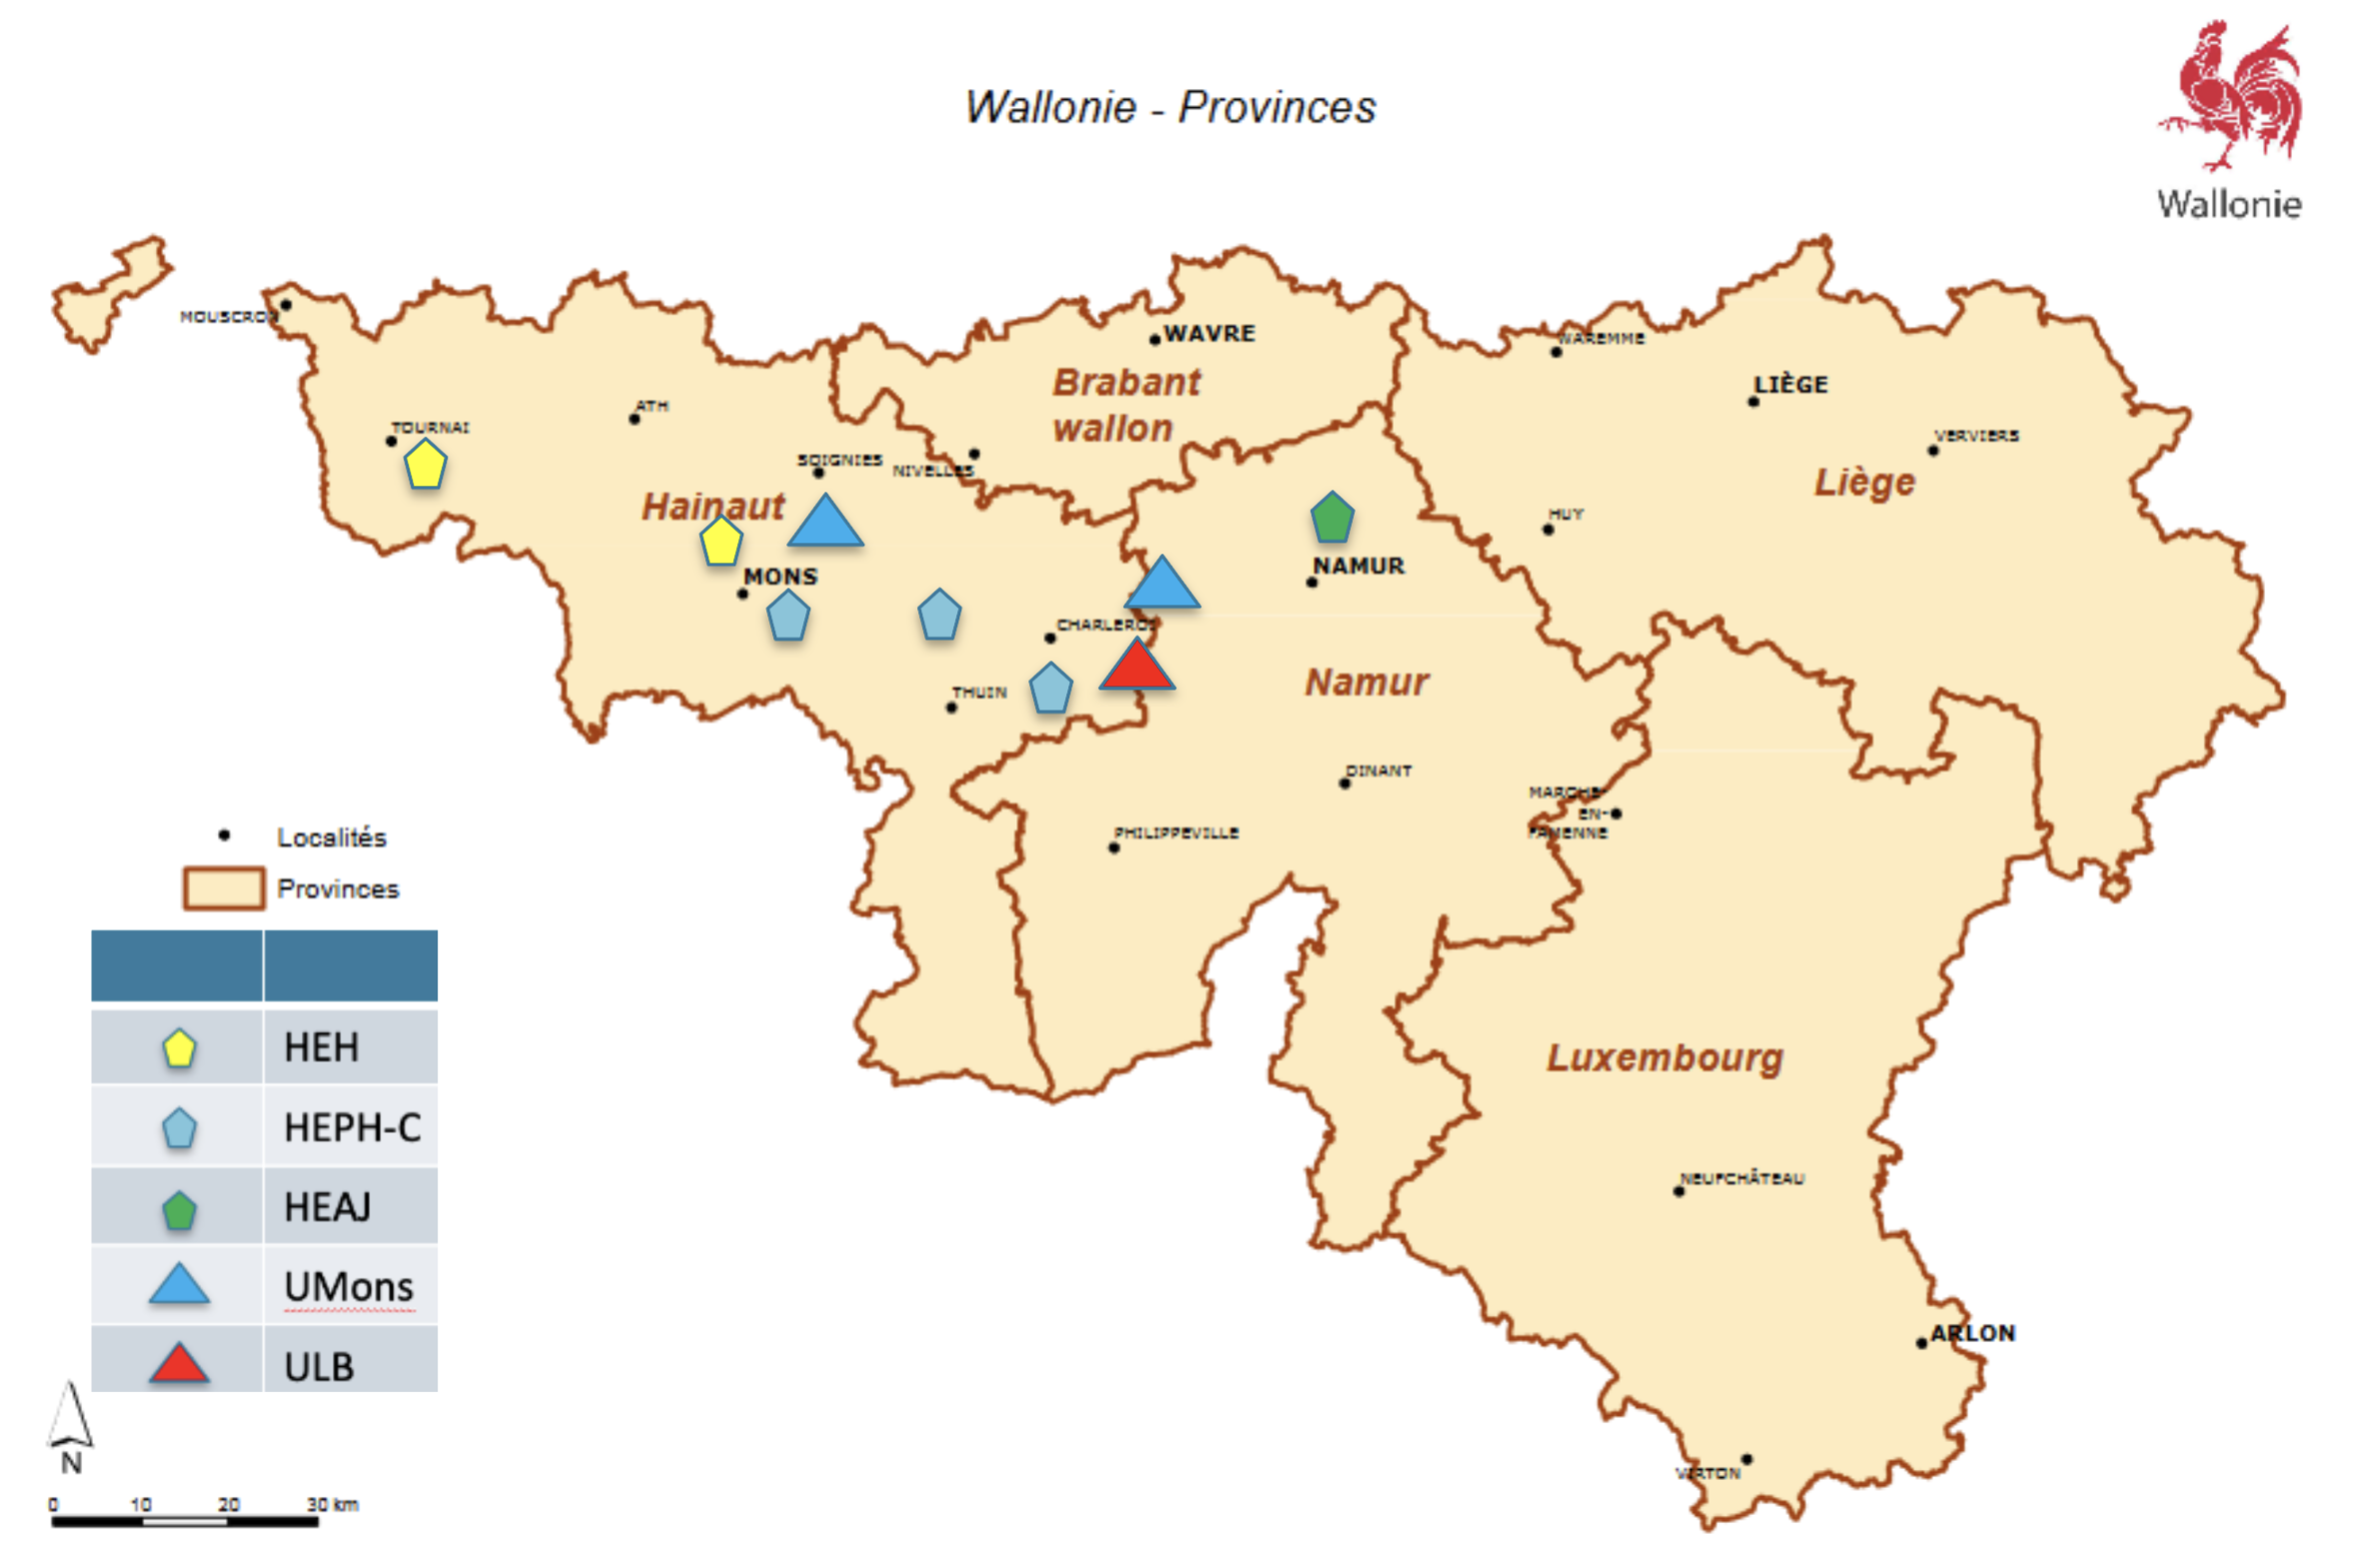 Wallonie - Provinces
Wallonie
MOUSCRON
WAVRE
WAREMME
Brabant
wallon
LIÈGE
ATH
TOURNAI
VERVIERS
SOIGNIES
NIVELLES
Liège
Hainaut
HUY
NAMUR
MONS
CHARLEROI
Namur
THUIN
DINANT
MARCHE-
EN-
FAMENNE
PHILIPPEVILLE
Localités
Provinces
HEH
Luxembourg
HEPH-C
NEUFCHÂTEAU
HEAJ
UMons
ARLON
ULB
N
VIRTON
0 10 20 30 km